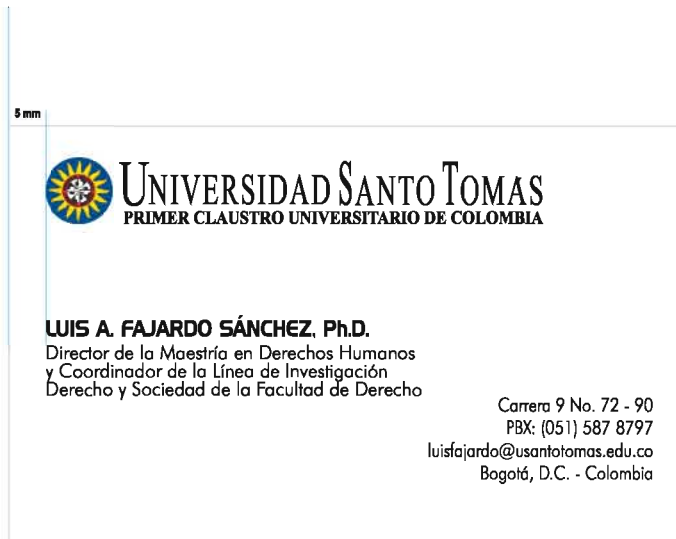 5 mm
UNIVERSIDAD SANTO TOMAS
PRIMER CLAUSTRO UNIVERSITARIO DE COLOMBIA
LUIS A. FAJARDO SÁNCHEZ, Ph.D.
Director de la Maestría en Derechos Humanos
y Coordinador de la Línea de Investigación
Derecho y Sociedad de la Facultad de Derecho
Carrera 9 No. 72 - 90
PBX: (051) 587 8797
luisfajardo@usantotomas.edu.co
Bogotá, D.C. - Colombia